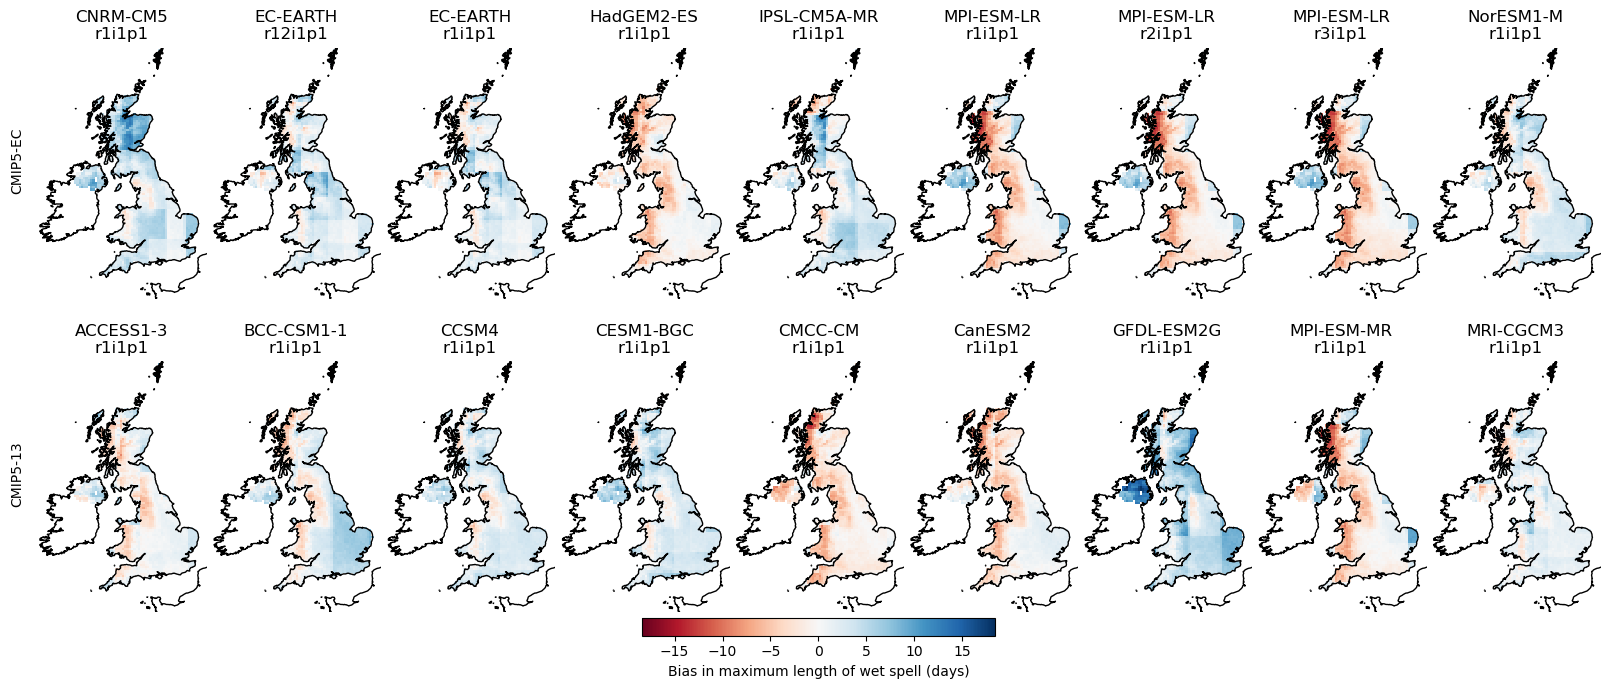 CNRM-CM5
r1i1p1
EC-EARTH
r12i1p1
EC-EARTH
r1i1p1
HadGEM2-ES
r1i1p1
IPSL-CM5A-MR
r1i1p1
MPI-ESM-LR
r1i1p1
MPI-ESM-LR
r2i1p1
MPI-ESM-LR
r3i1p1
NorESM1-M
r1i1p1
CMIP5-EC
ACCESS1-3
r1i1p1
BCC-CSM1-1
r1i1p1
CCSM4
r1i1p1
CESM1-BGC
r1i1p1
CMCC-CM
r1i1p1
CanESM2
r1i1p1
GFDL-ESM2G
r1i1p1
MPI-ESM-MR
r1i1p1
MRI-CGCM3
r1i1p1
CMIP5-13
−15 −10 −5 0 5 10 15
Bias in maximum length of wet spell (days)